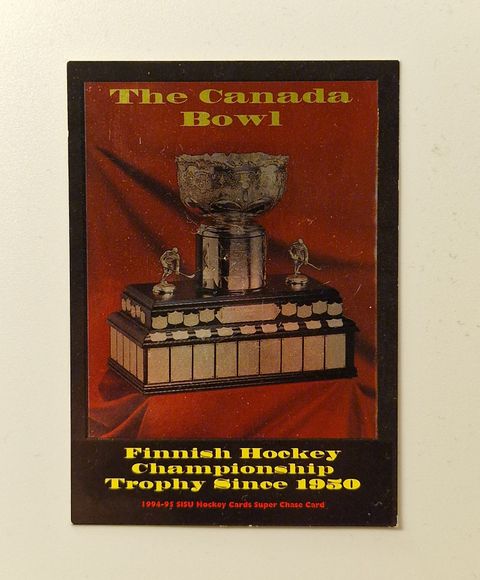 The Canada
Bowl
Finnish Hockey
Championship
Trophy Since 1950
1994-95 SISU Hockey Cards Super Chase Card